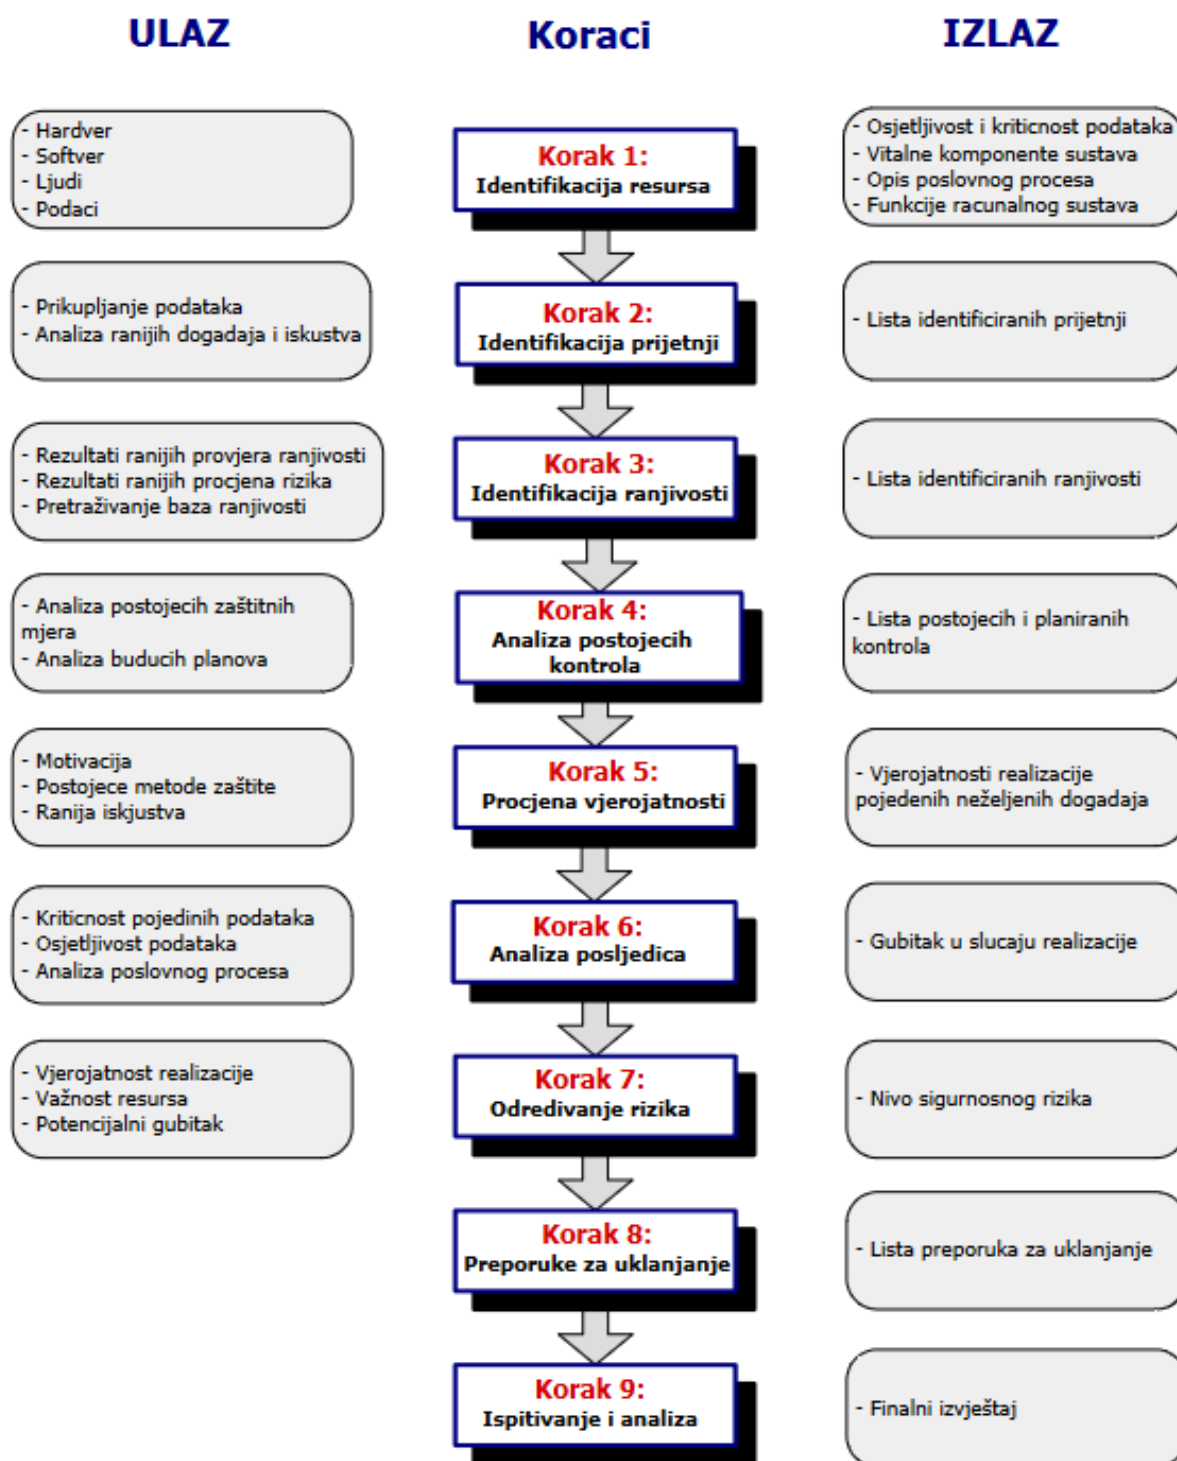 ULAZ
Koraci
IZLAZ
- Hardver
- Softver
- Ljudi
- Podaci
Korak 1:
Identifikacija resursa
- Osjetljivost i kriticnost podataka
- Vitalne komponente sustava
- Opis poslovnog procesa
- Funkcije racunalnog sustava
- Prikupljanje podataka
- Analiza ranijih dogadaja i iskustva
Korak 2:
Identifikacija prijetnji
- Lista identificiranih prijetnji
- Rezultati ranijih provjera ranjivosti
- Rezultati ranijih procjena rizika
- Pretraživanje baza ranjivosti
Korak 3:
Identifikacija ranjivosti
- Lista identificiranih ranjivosti
- Analiza postojecih zaštitnih
mjera
- Analiza buducih planova
Korak 4:
Analiza postojecih
kontrola
- Lista postojecih i planiranih
kontrola
- Motivacija
- Postojece metode zaštite
- Ranija iskjustva
Korak 5:
Procjena vjerojatnosti
- Vjerojatnosti realizacije
pojedenih neželjenih dogadaja
- Kriticnost pojedinih podataka
- Osjetljivost podataka
- Analiza poslovnog procesa
Korak 6:
Analiza posljedica
- Gubitak u slucaju realizacije
- Vjerojatnost realizacije
- Važnost resursa
- Potencijalni gubitak
Korak 7:
Odredivanje rizika
- Nivo sigurnosnog rizika
Korak 8:
Preporuke za uklanjanje
- Lista preporuka za uklanjanje
Korak 9:
Ispitivanje i analiza
- Finalni izvještaj